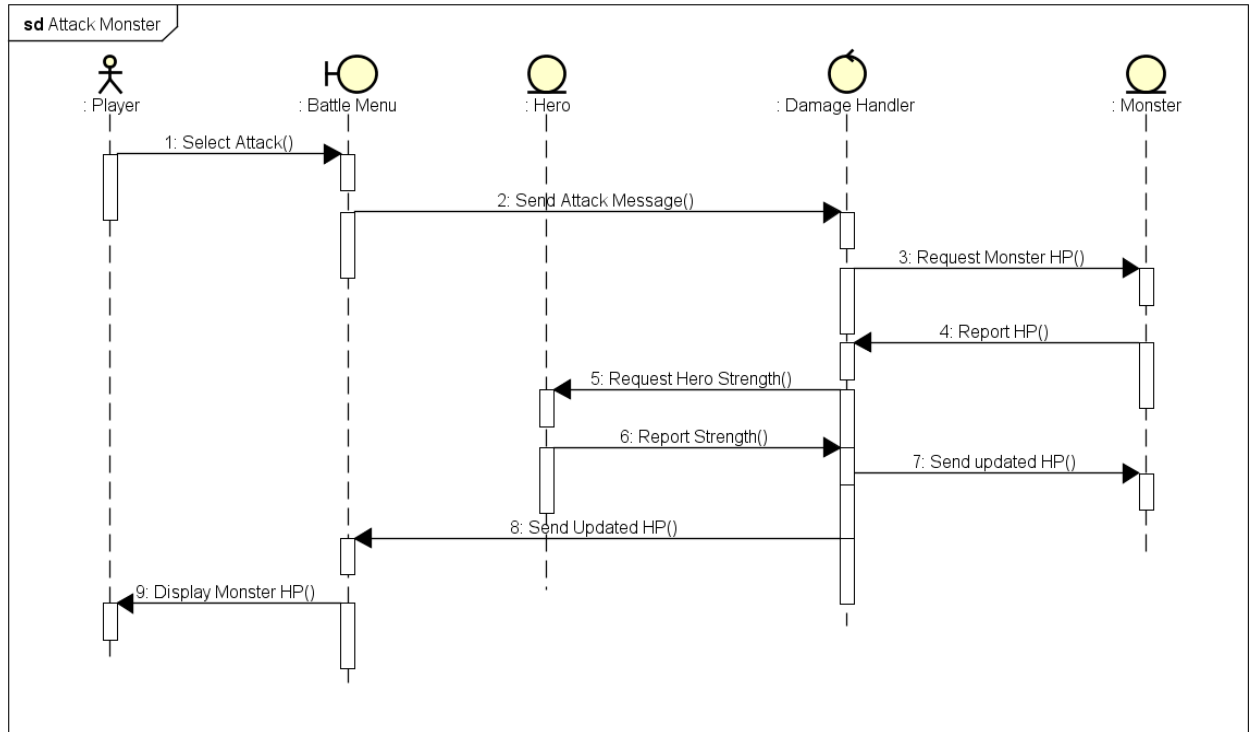 sd Attack Monster
: Player
: Battle Menu
: Hero
: Damage Handler
: Monster
1: Select Attack()
2: Send Attack Message()
3: Request Monster HP()
4: Report HP()
5: Request Hero Strength()
6: Report Strength()
7: Send updated HP()
8: Send Updated HP()
9: Display Monster HP()